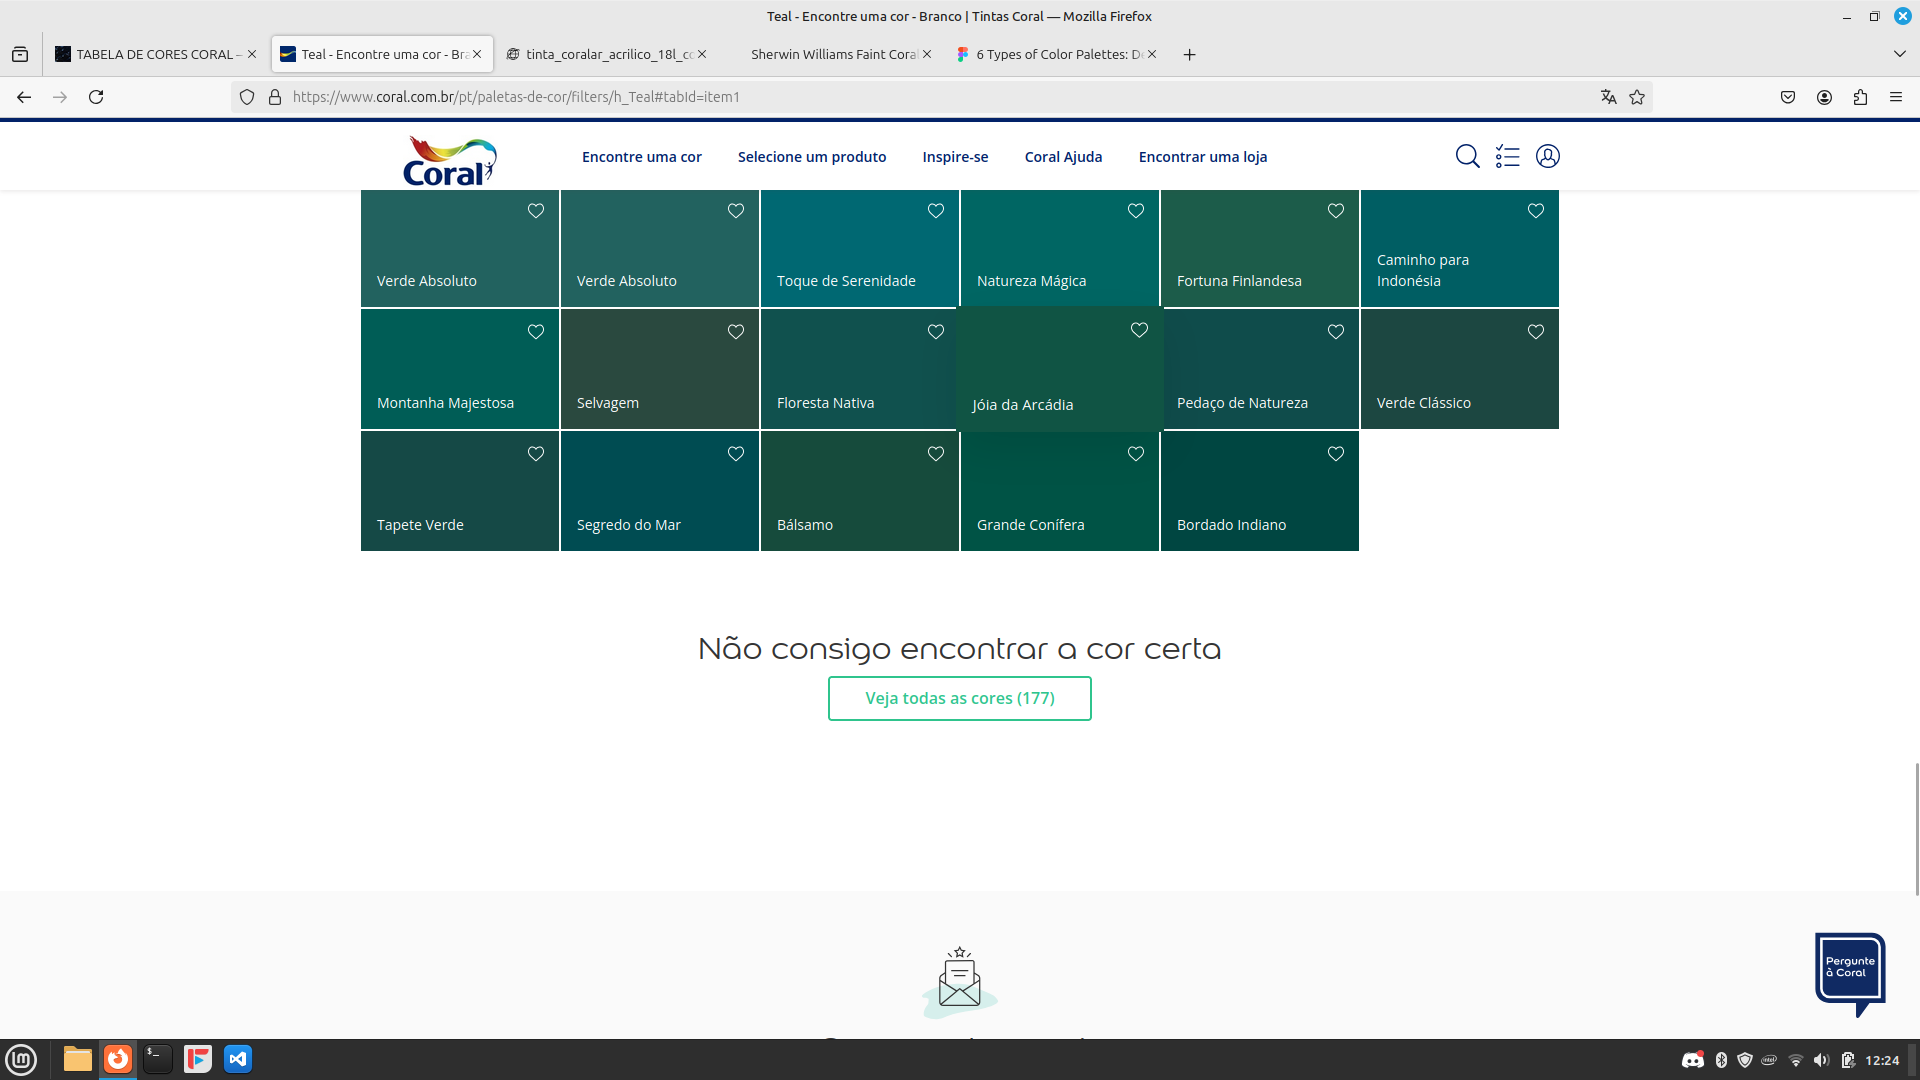 Teal - Encontre uma cor - Branco | Tintas Coral — Mozilla Firefox
TABELA DE CORES CORAL –
Teal - Encontre uma cor - Bra
tinta_coralar_acrilico_18l_co
Sherwin Williams Faint Coral
6 Types of Color Palettes: De
https://www.coral.com.br/pt/paletas-de-cor/filters/h_Teal#tabId=item1
Coral
Encontre uma cor
Selecione um produto
Inspire-se
Coral Ajuda
Encontrar uma loja
Verde Absoluto
Verde Absoluto
Toque de Serenidade
Natureza Mágica
Fortuna Finlandesa
Caminho para
Indonésia
Montanha Majestosa
Selvagem
Floresta Nativa
Jóia da Arcádia
Pedaço de Natureza
Verde Clássico
Tapete Verde
Segredo do Mar
Bálsamo
Grande Conífera
Bordado Indiano
Não consigo encontrar a cor certa
Veja todas as cores (177)
Pergunte
à Coral
12:24